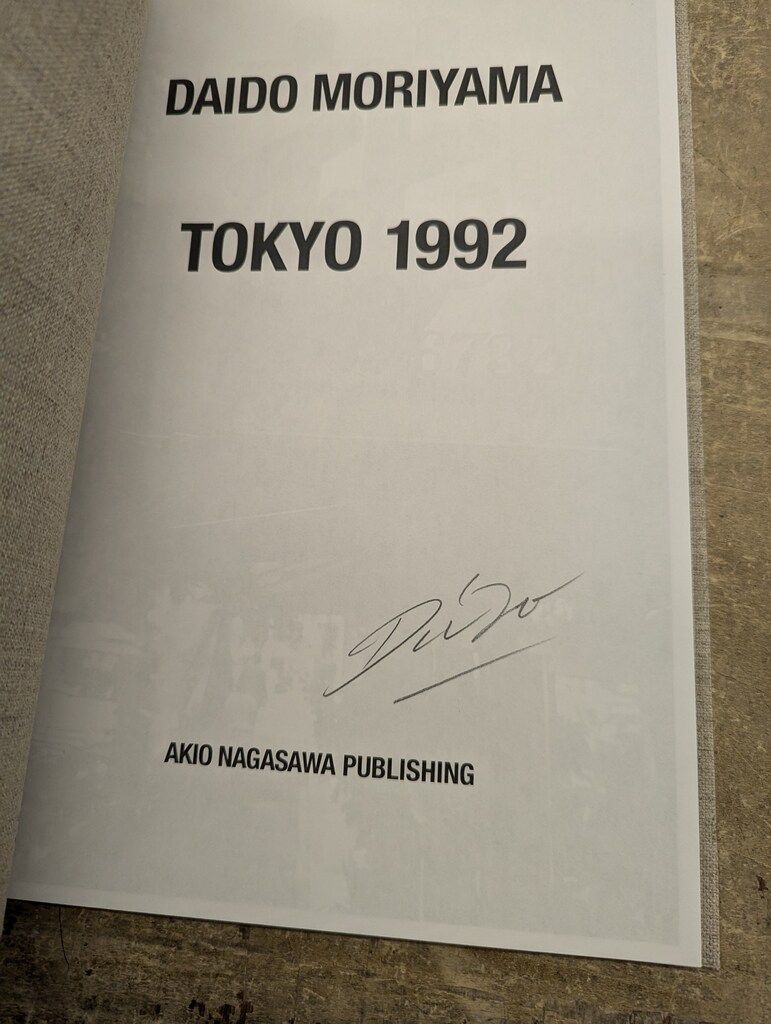 DAIDO MORIYAMA
TOKYO 1992
Daido
AKIO NAGASAWA PUBLISHING